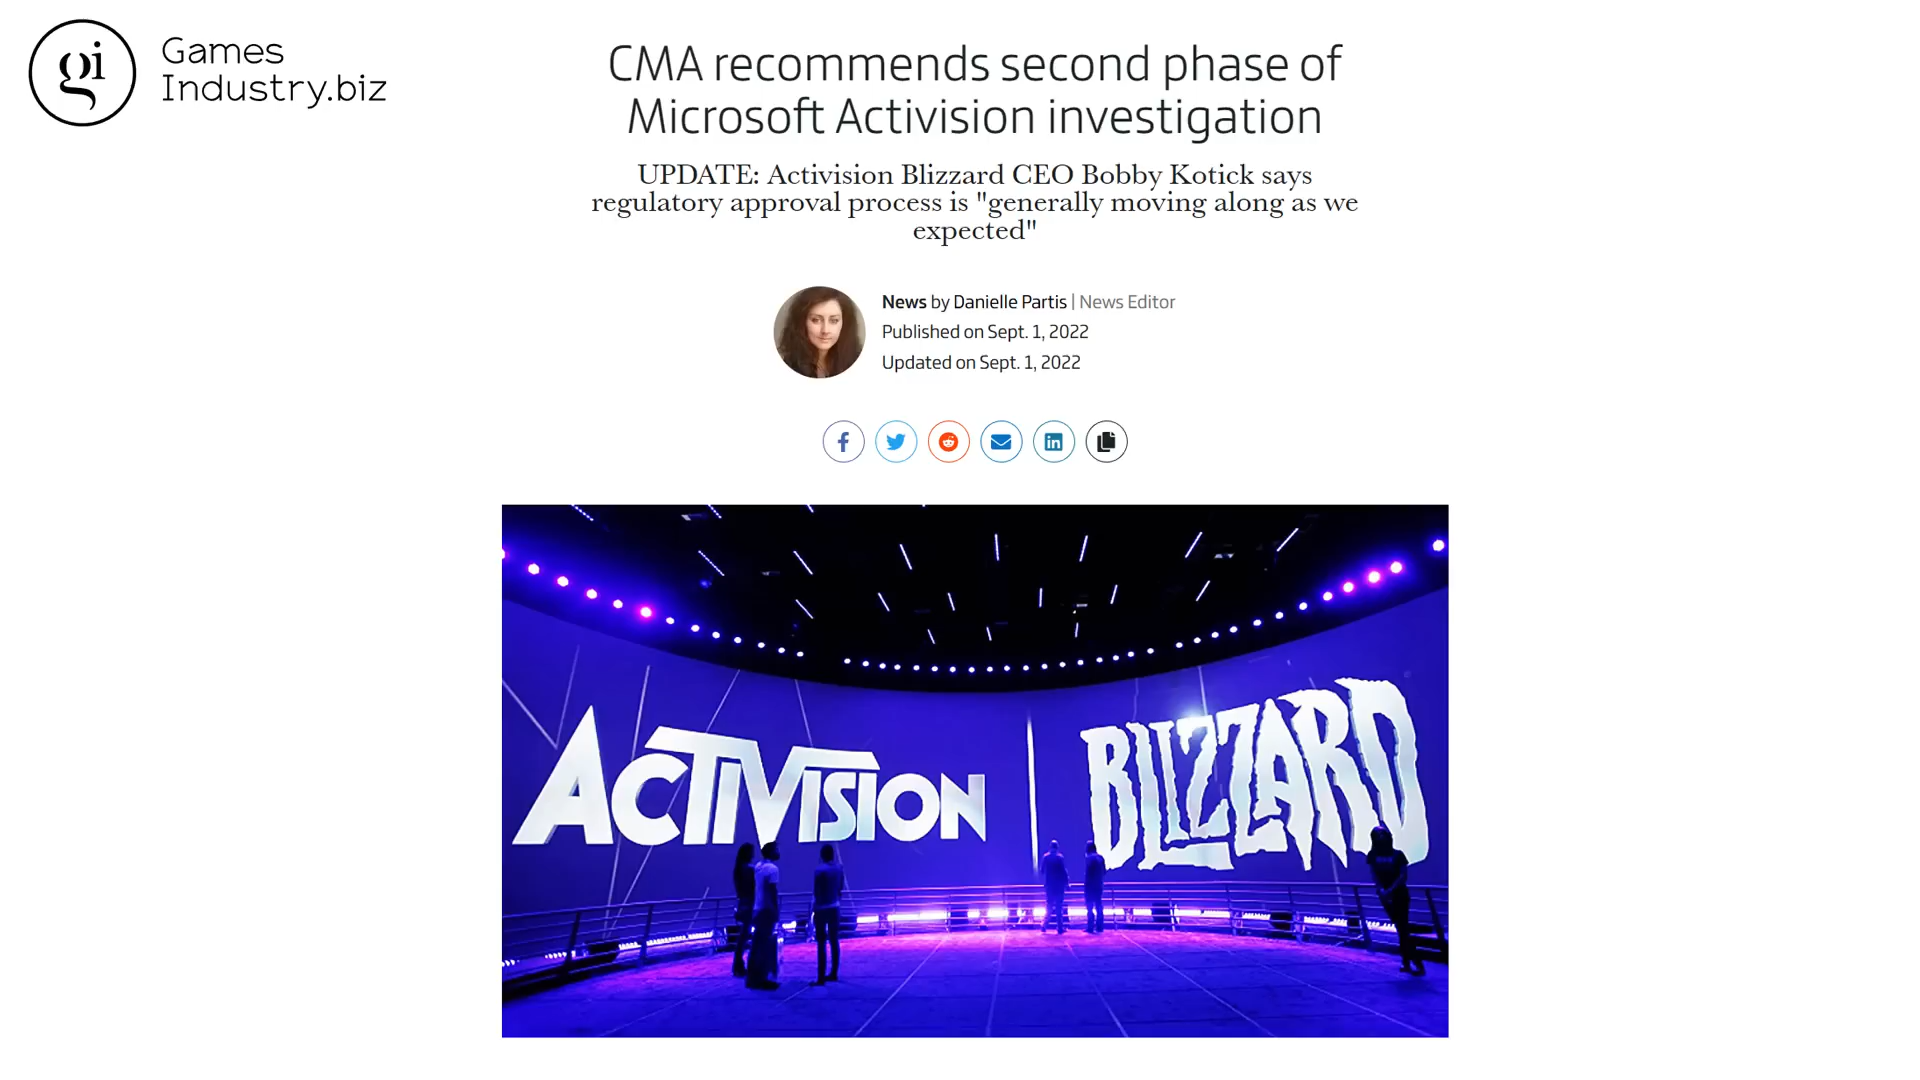 gi
Games
Industry.biz
CMA recommends second phase of
Microsoft Activision investigation
UPDATE: Activision Blizzard CEO Bobby Kotick says
regulatory approval process is "generally moving along as we
expected"
News by Danielle Partis | News Editor
Published on Sept. 1, 2022
Updated on Sept. 1, 2022
ACTIVISION
BLIZZARD